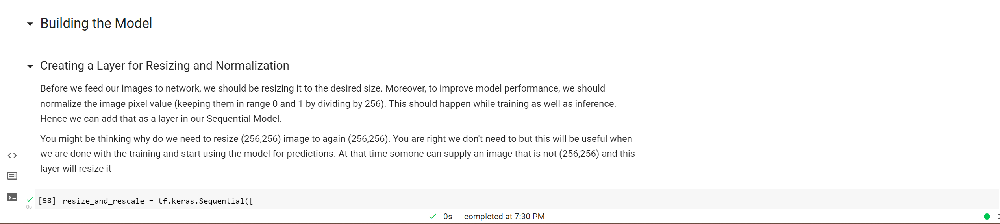 Building the Model
Creating a Layer for Resizing and Normalization
Before we feed our images to network, we should be resizing it to the desired size. Moreover, to improve model performance, we should
normalize the image pixel value (keeping them in range 0 and 1 by dividing by 256). This should happen while training as well as inference.
Hence we can add that as a layer in our Sequential Model.
You might be thinking why do we need to resize (256,256) image to again (256,256). You are right we don't need to but this will be useful when
we are done with the training and start using the model for predictions. At that time somone can supply an image that is not (256,256) and this
layer will resize it
[58] resize_and_rescale = tf.keras.Sequential([
0s
0s completed at 7:30 PM